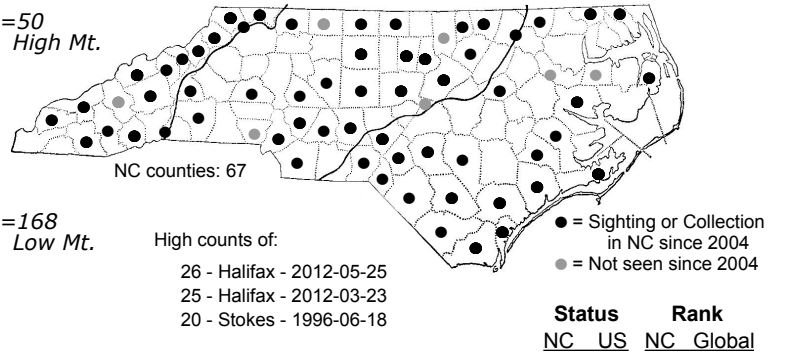 =50
High Mt.
NC counties: 67
=168
Low Mt.
High counts of:
26 - Halifax - 2012-05-25
25 - Halifax - 2012-03-23
20 - Stokes - 1996-06-18
= Sighting or Collection
in NC since 2004
= Not seen since 2004
Status Rank
NC US NC Global